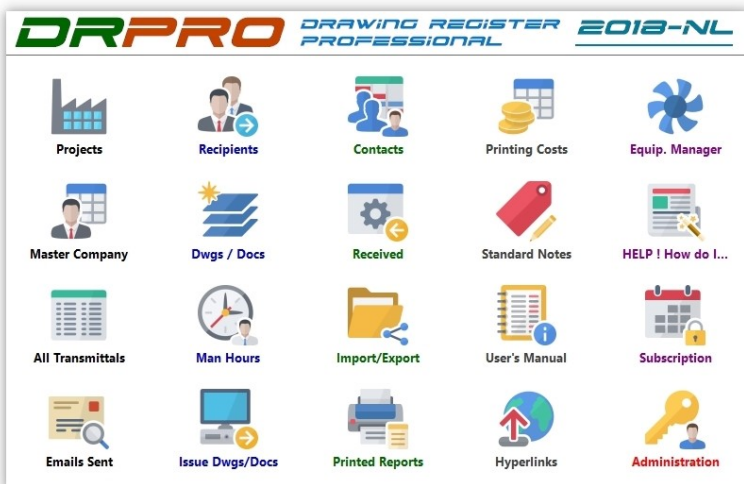 DRPRO DRAWING REGISTER PROFESSIONAL 2018-NL
Projects Recipients Contacts Printing Costs Equip. Manager
Master Company Dwgs / Docs Received Standard Notes HELP ! How do I...
All Transmittals Man Hours Import/Export User's Manual Subscription
Emails Sent Issue Dwgs/Docs Printed Reports Hyperlinks Administration